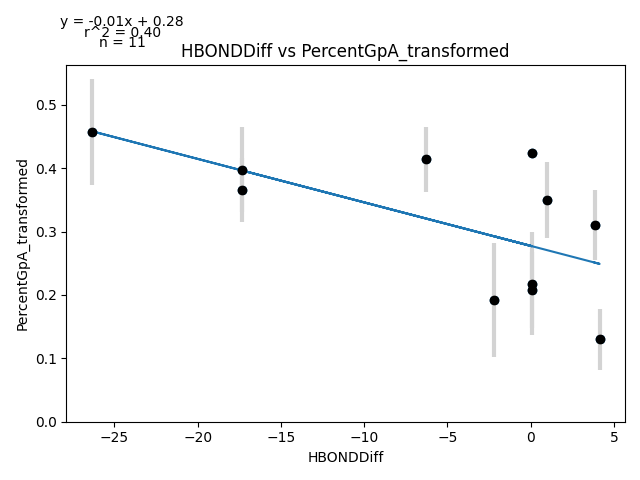 y = -0.01x + 0.28
r^2 = 0.40
n = 11
HBONDDiff vs PercentGpA_transformed
PercentGpA_transformed
0.5
0.4
0.3
0.2
0.1
0.0
−25 −20 −15 −10 −5 0 5
HBONDDiff